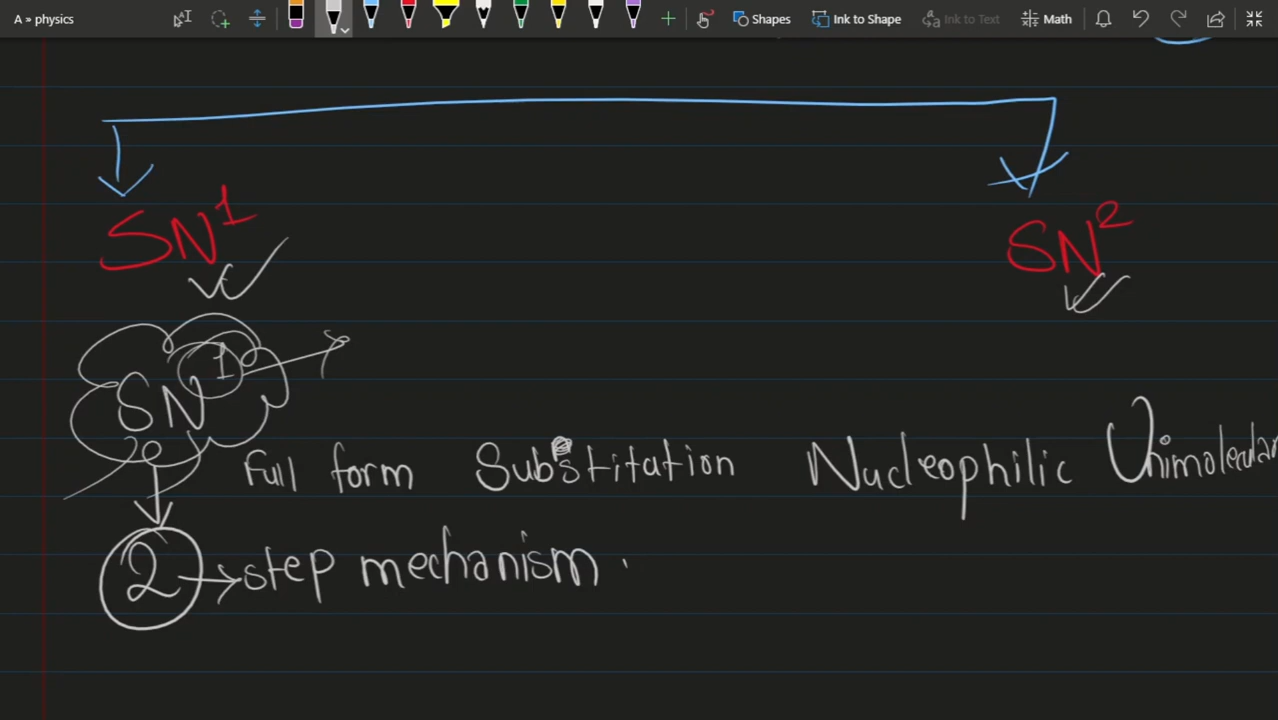 A » physics
Shapes
Ink to Shape
Ink to Text
Math
SN¹ SN²
SN¹
Full form Substitation Nucleophilic Unimolecular
2 → step mechanism